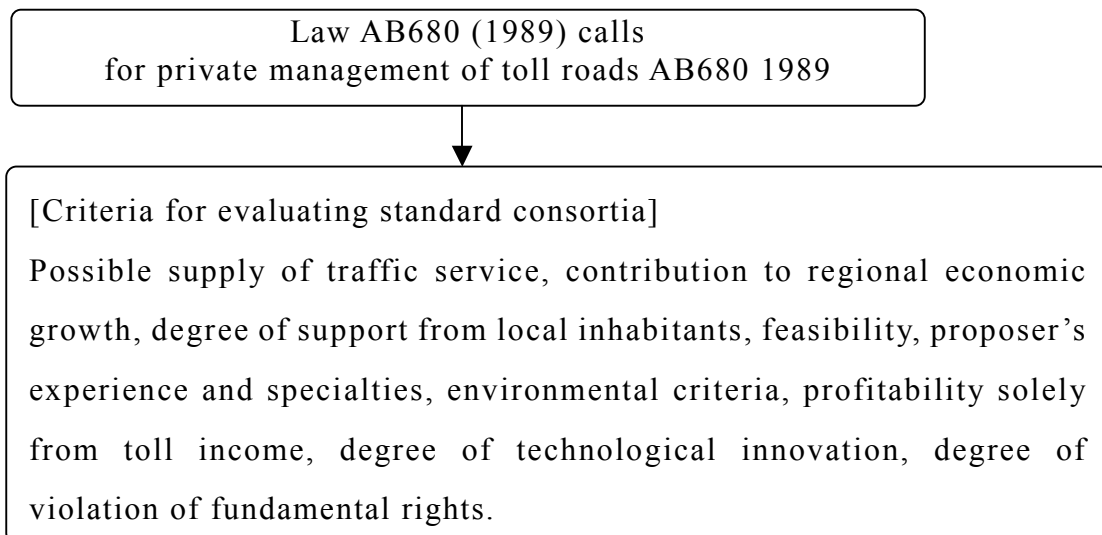 Law AB680 (1989) calls
for private management of toll roads AB680 1989
[Criteria for evaluating standard consortia]
Possible supply of traffic service, contribution to regional economic
growth, degree of support from local inhabitants, feasibility, proposer’s
experience and specialties, environmental criteria, profitability solely
from toll income, degree of technological innovation, degree of
violation of fundamental rights.